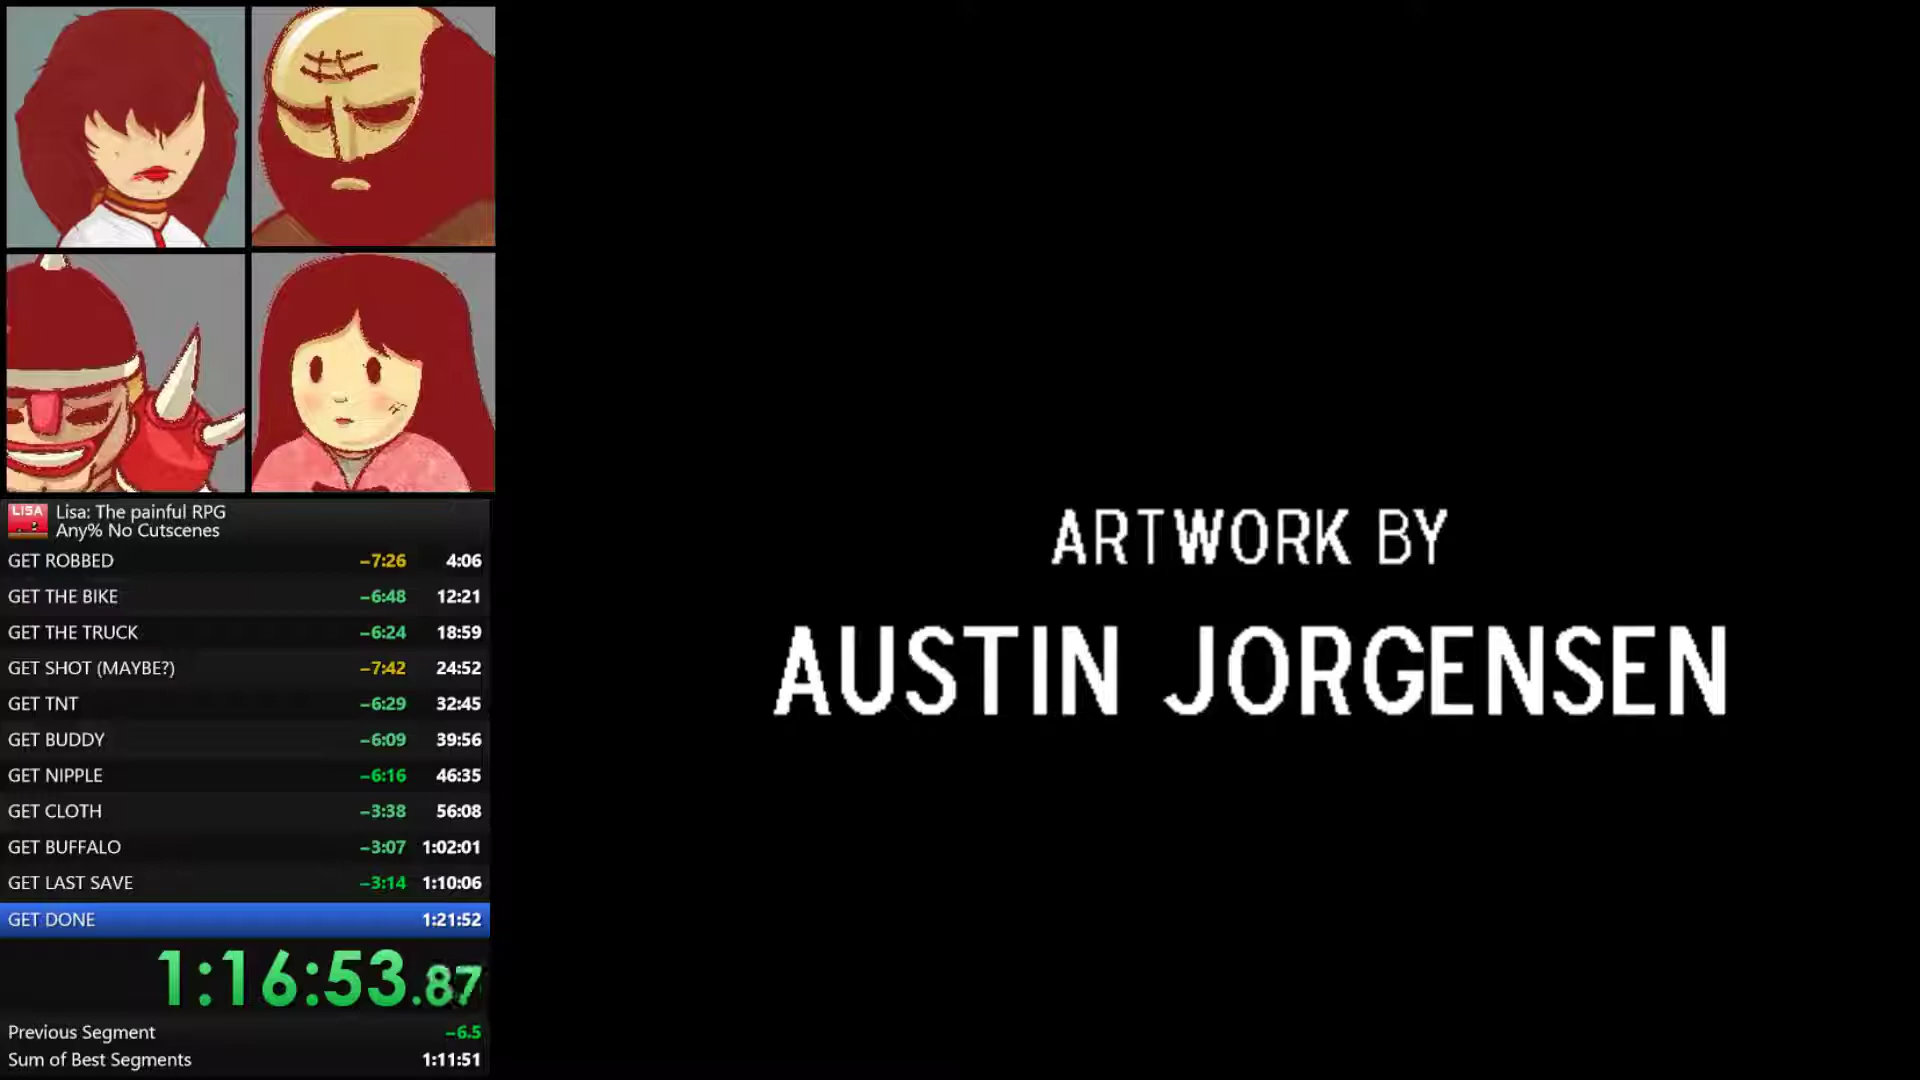 LISA
Lisa: The painful RPG
Any% No Cutscenes
GET ROBBED −7:26 4:06
GET THE BIKE −6:48 12:21
GET THE TRUCK −6:24 18:59
GET SHOT (MAYBE?) −7:42 24:52
GET TNT −6:29 32:45
GET BUDDY −6:09 39:56
GET NIPPLE −6:16 46:35
GET CLOTH −3:38 56:08
GET BUFFALO −3:07 1:02:01
GET LAST SAVE −3:14 1:10:06
GET DONE 1:21:52
1:16:53.87
Previous Segment −6.5
Sum of Best Segments 1:11:51
ARTWORK BY
AUSTIN JORGENSEN